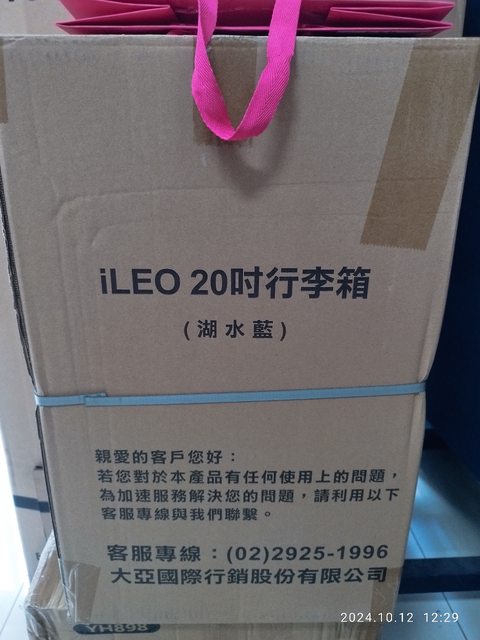 iLEO 20吋行李箱
(湖水藍)
親愛的客戶您好：
若您對於本產品有任何使用上的問題，
為加速服務解決您的問題，請利用以下
客服專線與我們聯繫。
客服專線：(02)2925-1996
大亞國際行銷股份有限公司
YH898
2024.10.12 12:29